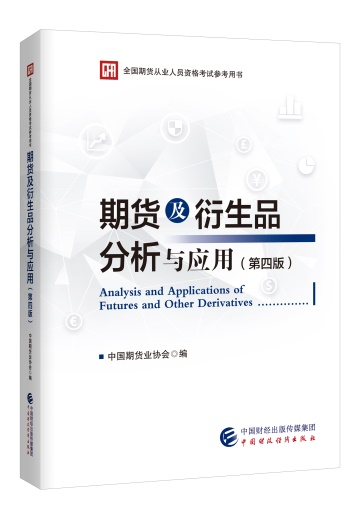 全国期货从业人员资格考试参考用书
期货及衍生品
分析与应用(第四版)
Analysis and Applications of
Futures and Other Derivatives ..............
中国期货业协会◎编
中国财经出版传媒集团
中国财政经济出版社
全国期货从业人员资格考试参考用书
期货及衍生品分析与应用(第四版)
中国期货业协会◎编
中国财经出版传媒集团
中国财政经济出版社